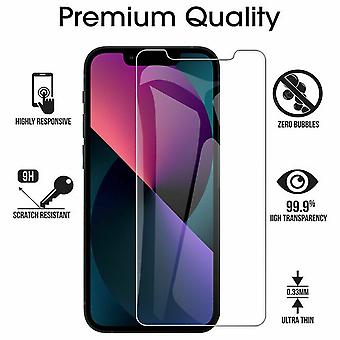 Premium Quality
HIGHLY RESPONSIVE
ZERO BUBBLES
9H
SCRATCH RESISTANT
99.9%
HIGH TRANSPARENCY
0.33MM
ULTRA THIN